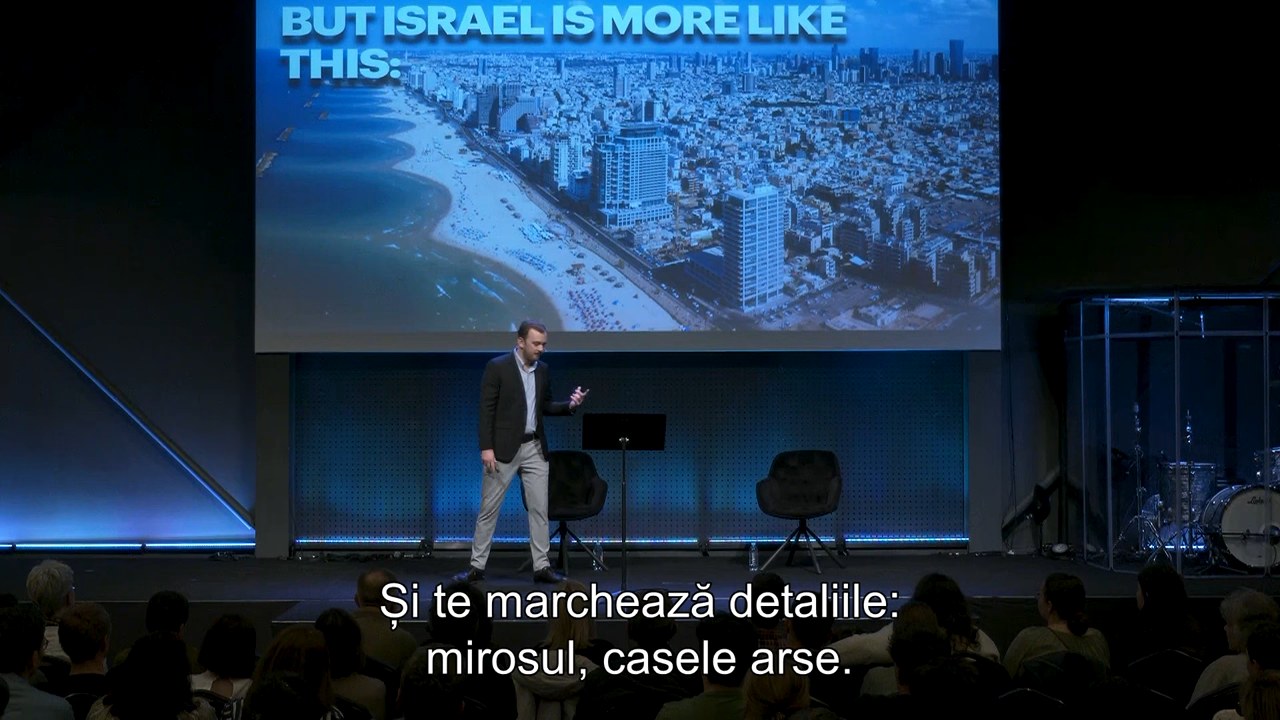 BUT ISRAEL IS MORE LIKE
THIS:
Și te marchează detaliile:
mirosul, casele arse.